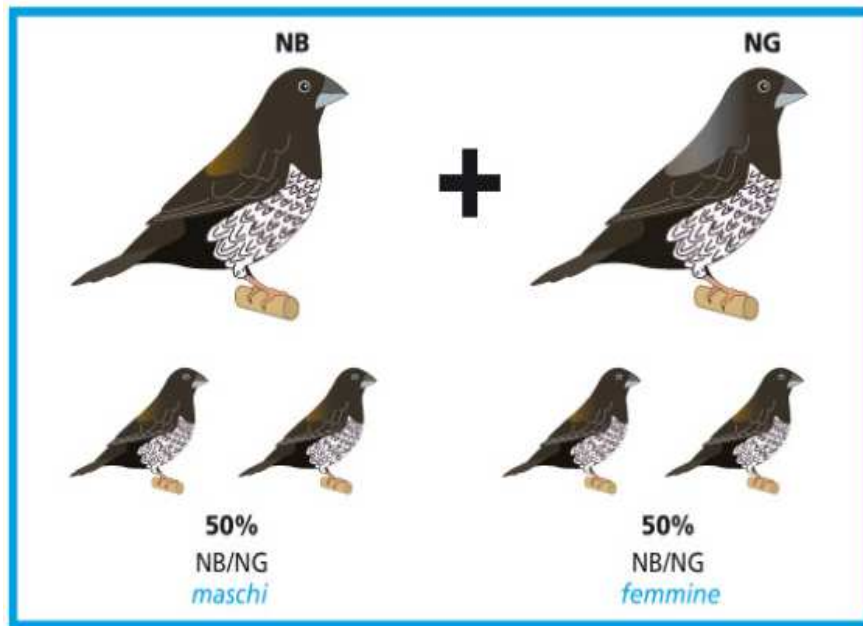 NB
NG
50%
NB/NG
maschi
50%
NB/NG
femmine